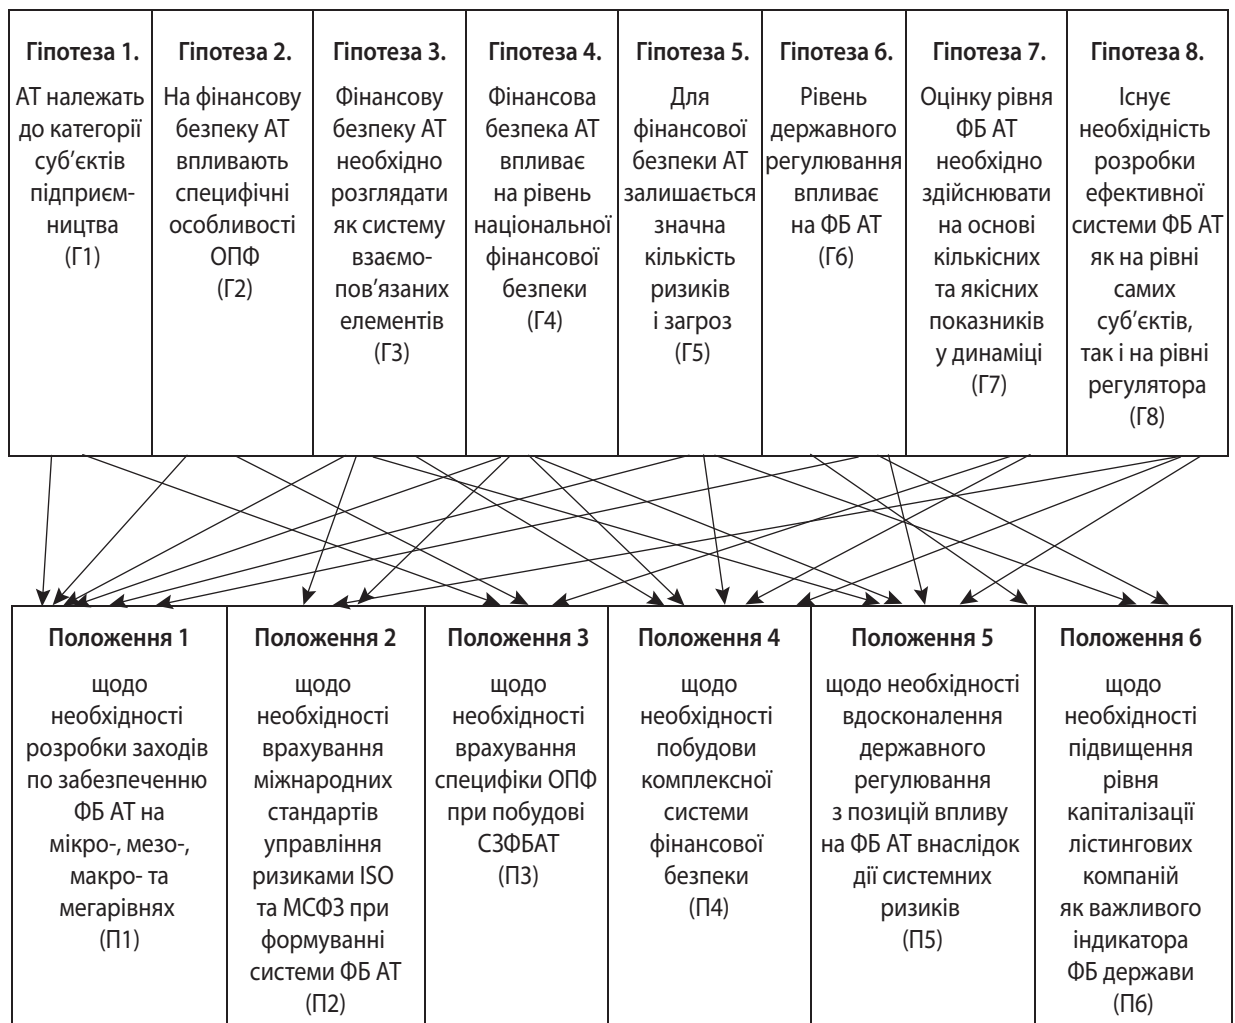 Гіпотеза 1.
АТ належать
до категорії
суб’єктів
підприєм-
ництва
(Г1)
Гіпотеза 2.
На фінансову
безпеку АТ
впливають
специфічні
особливості
ОПФ
(Г2)
Гіпотеза 3.
Фінансову
безпеку АТ
необхідно
розглядати
як систему
взаємо-
пов’язаних
елементів
(Г3)
Гіпотеза 4.
Фінансова
безпека АТ
впливає
на рівень
національної
фінансової
безпеки
(Г4)
Гіпотеза 5.
Для
фінансової
безпеки АТ
залишається
значна
кількість
ризиків
і загроз
(Г5)
Гіпотеза 6.
Рівень
державного
регулювання
впливає
на ФБ АТ
(Г6)
Гіпотеза 7.
Оцінку рівня
ФБ АТ
необхідно
здійснювати
на основі
кількісних
та якісних
показників
у динаміці
(Г7)
Гіпотеза 8.
Існує
необхідність
розробки
ефективної
системи ФБ АТ
як на рівні
самих
суб’єктів,
так і на рівні
регулятора
(Г8)
Положення 1
щодо
необхідності
розробки заходів
по забезпеченню
ФБ АТ на
мікро-, мезо-,
макро- та
мегарівнях
(П1)
Положення 2
щодо
необхідності
врахування
міжнародних
стандартів
управління
ризиками ISO
та МСФЗ при
формуванні
системи ФБ АТ
(П2)
Положення 3
щодо
необхідності
врахування
специфіки ОПФ
при побудові
СЗФБАТ
(П3)
Положення 4
щодо
необхідності
побудови
комплексної
системи
фінансової
безпеки
(П4)
Положення 5
щодо необхідності
вдосконалення
державного
регулювання
з позицій впливу
на ФБ АТ внаслідок
дії системних
ризиків
(П5)
Положення 6
щодо
необхідності
підвищення
рівня
капіталізації
лістингових
компаній
як важливого
індикатора
ФБ держави
(П6)